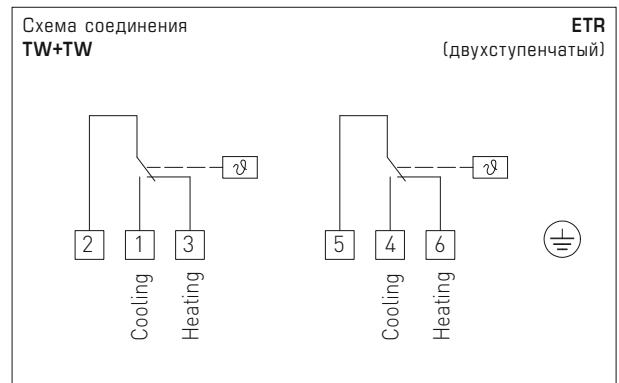 Схема соединения
TW+TW
ETR
(двухступенчатый)
ϑ
ϑ
2 1 3
5 4 6
Cooling
Heating
Cooling
Heating